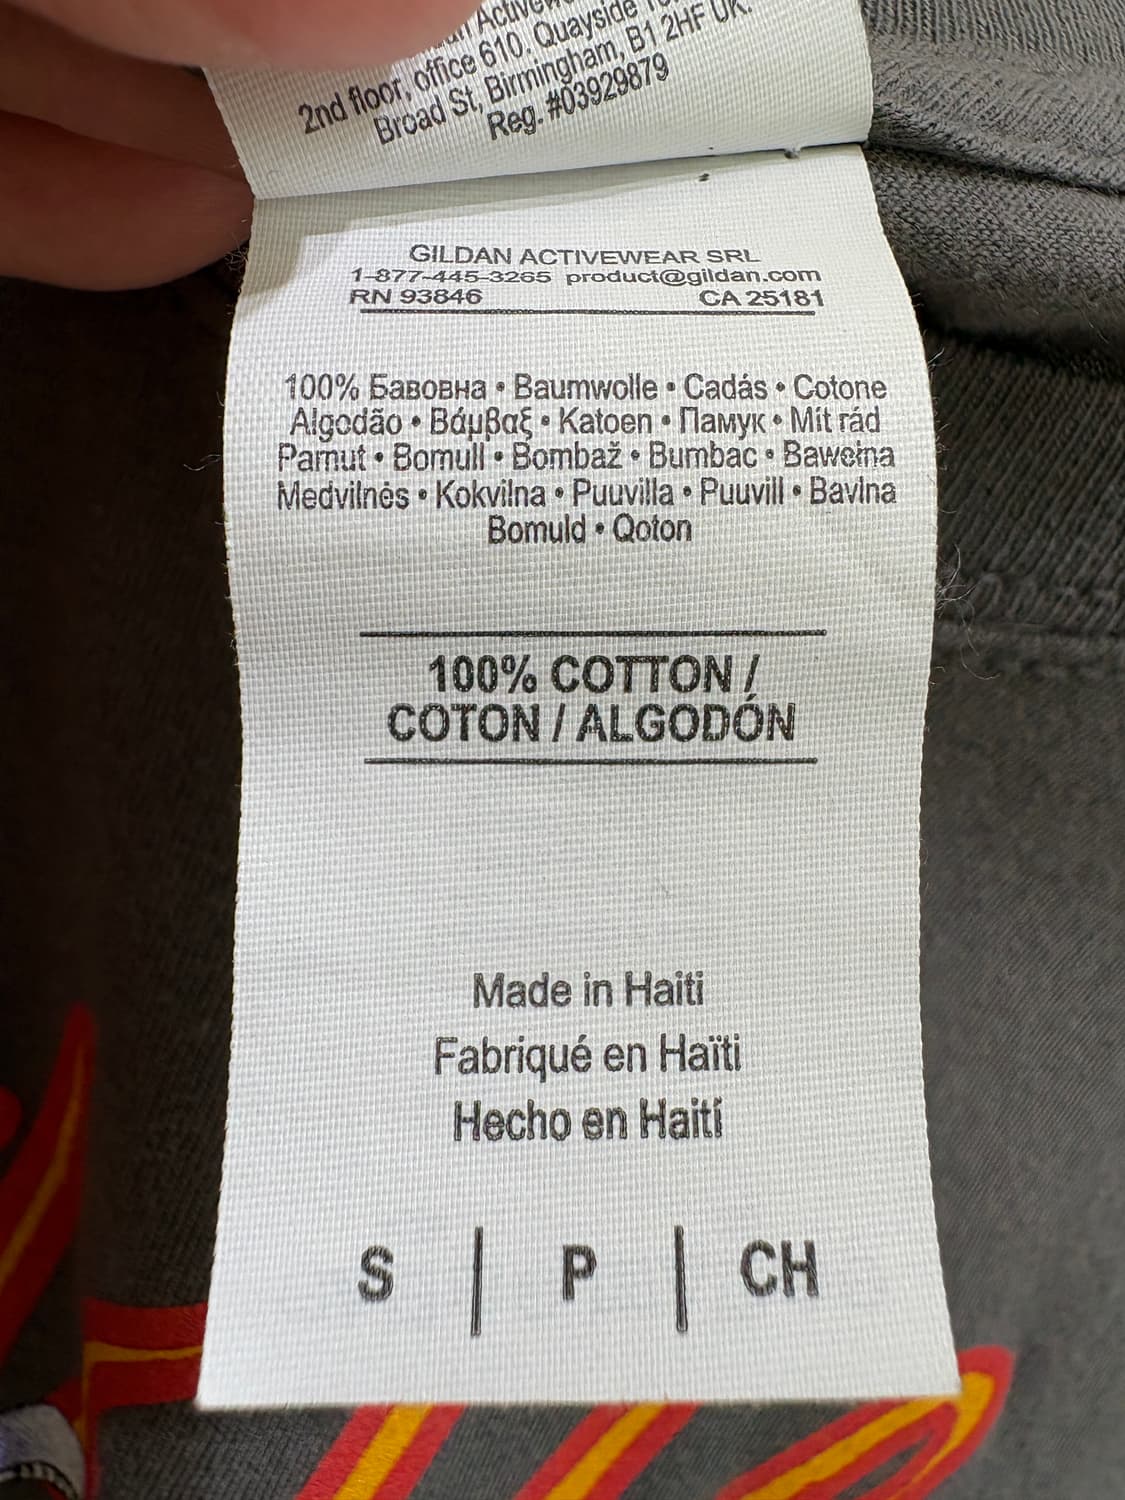 2nd floor, office 610. Quayside
Broad St, Birmingham, B1 2HF UK.
Reg. #03929879
GILDAN ACTIVEWEAR SRL
1-877-445-3265 product@gildan.com
RN 93846 CA 25181
100% Бавовна • Baumwolle • Cadás • Cotone
Algodão • Βάμβαξ • Katoen • Памук • Mit rád
Pamut • Bomull • Bombaž • Bumbac • Bawełna
Medvilnės • Kokvilna • Puuvilla • Puuvill • Bavlna
Bomuld • Qoton
100% COTTON /
COTON / ALGODÓN
Made in Haiti
Fabriqué en Haïti
Hecho en Haití
S | P | CH